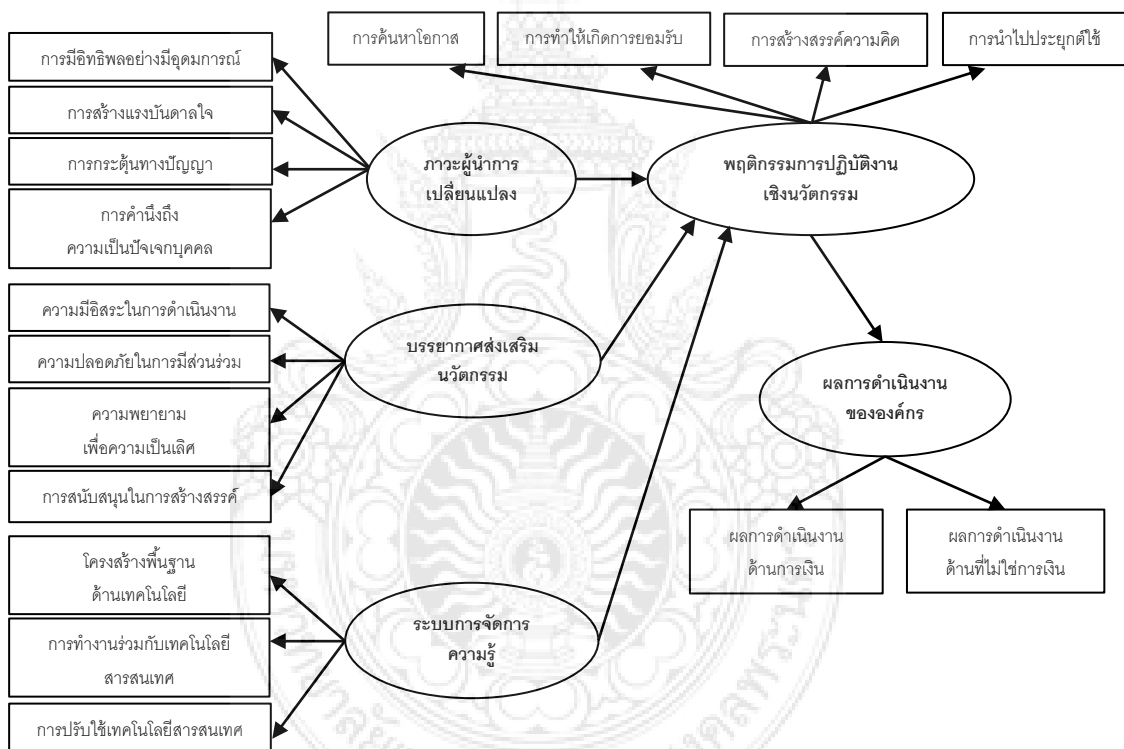 การค้นหาโอกาส
การทำให้เกิดการยอมรับ
การสร้างสรรค์ความคิด
การนำไปประยุกต์ใช้
การมีอิทธิพลอย่างมีอุดมการณ์
การสร้างแรงบันดาลใจ
การกระตุ้นทางปัญญา
การคำนึงถึง
ความเป็นปัจเจกบุคคล
ภาวะผู้นำการ
เปลี่ยนแปลง
พฤติกรรมการปฏิบัติงาน
เชิงนวัตกรรม
ความมีอิสระในการดำเนินงาน
ความปลอดภัยในการมีส่วนร่วม
ความพยายาม
เพื่อความเป็นเลิศ
การสนับสนุนในการสร้างสรรค์
บรรยากาศส่งเสริม
นวัตกรรม
ผลการดำเนินงาน
ขององค์กร
ผลการดำเนินงาน
ด้านการเงิน
ผลการดำเนินงาน
ด้านที่ไม่ใช่การเงิน
โครงสร้างพื้นฐาน
ด้านเทคโนโลยี
การทำงานร่วมกับเทคโนโลยี
สารสนเทศ
การปรับใช้เทคโนโลยีสารสนเทศ
ระบบการจัดการ
ความรู้